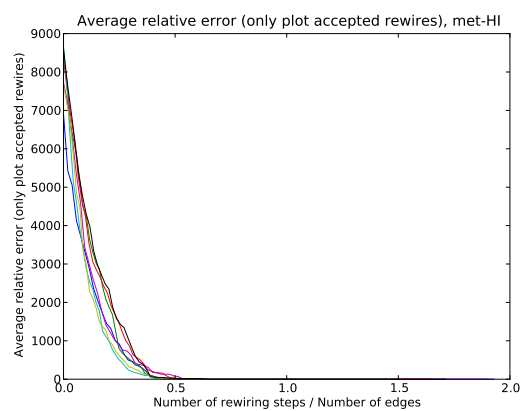 Average relative error (only plot accepted rewires), met-HI
9000
8000
7000
6000
5000
4000
3000
2000
1000
0
0.0 0.5 1.0 1.5 2.0
Number of rewiring steps / Number of edges
Average relative error (only plot accepted rewires)